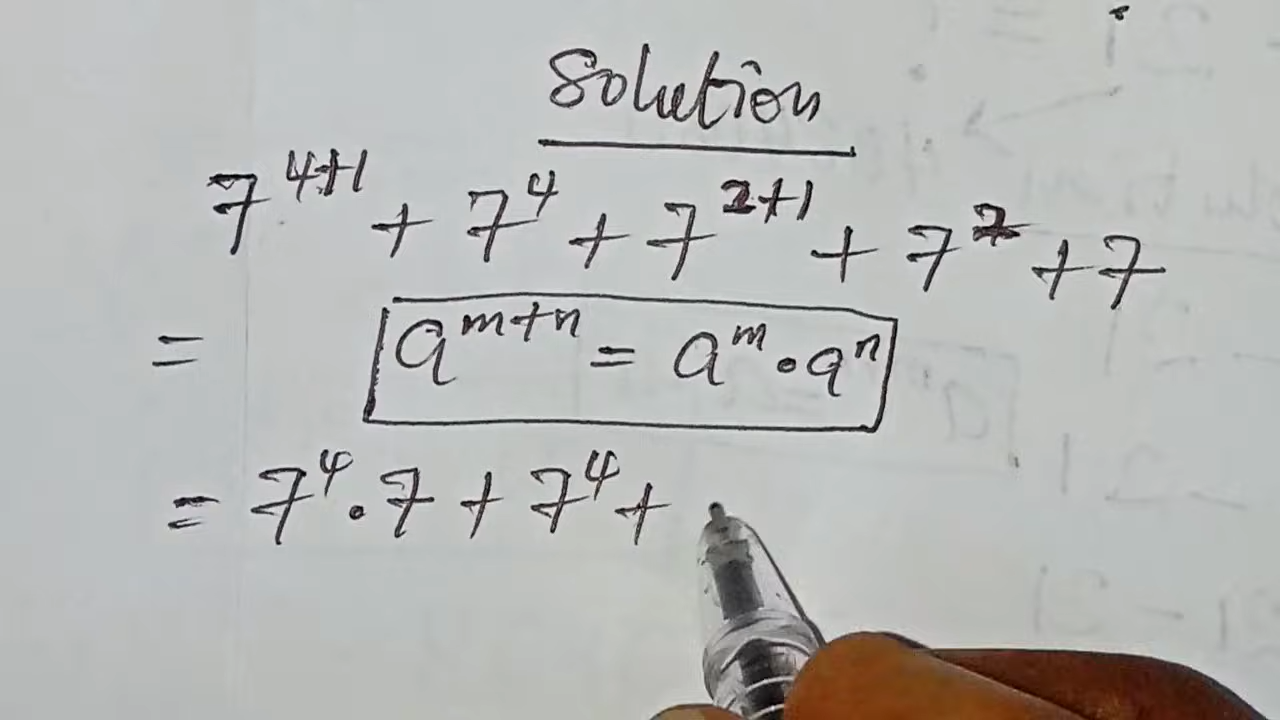 Solution
7^{4+1} + 7^4 + 7^{2+1} + 7^2 + 7
= a^{m+n} = a^m · a^n
= 7^4 · 7 + 7^4 +